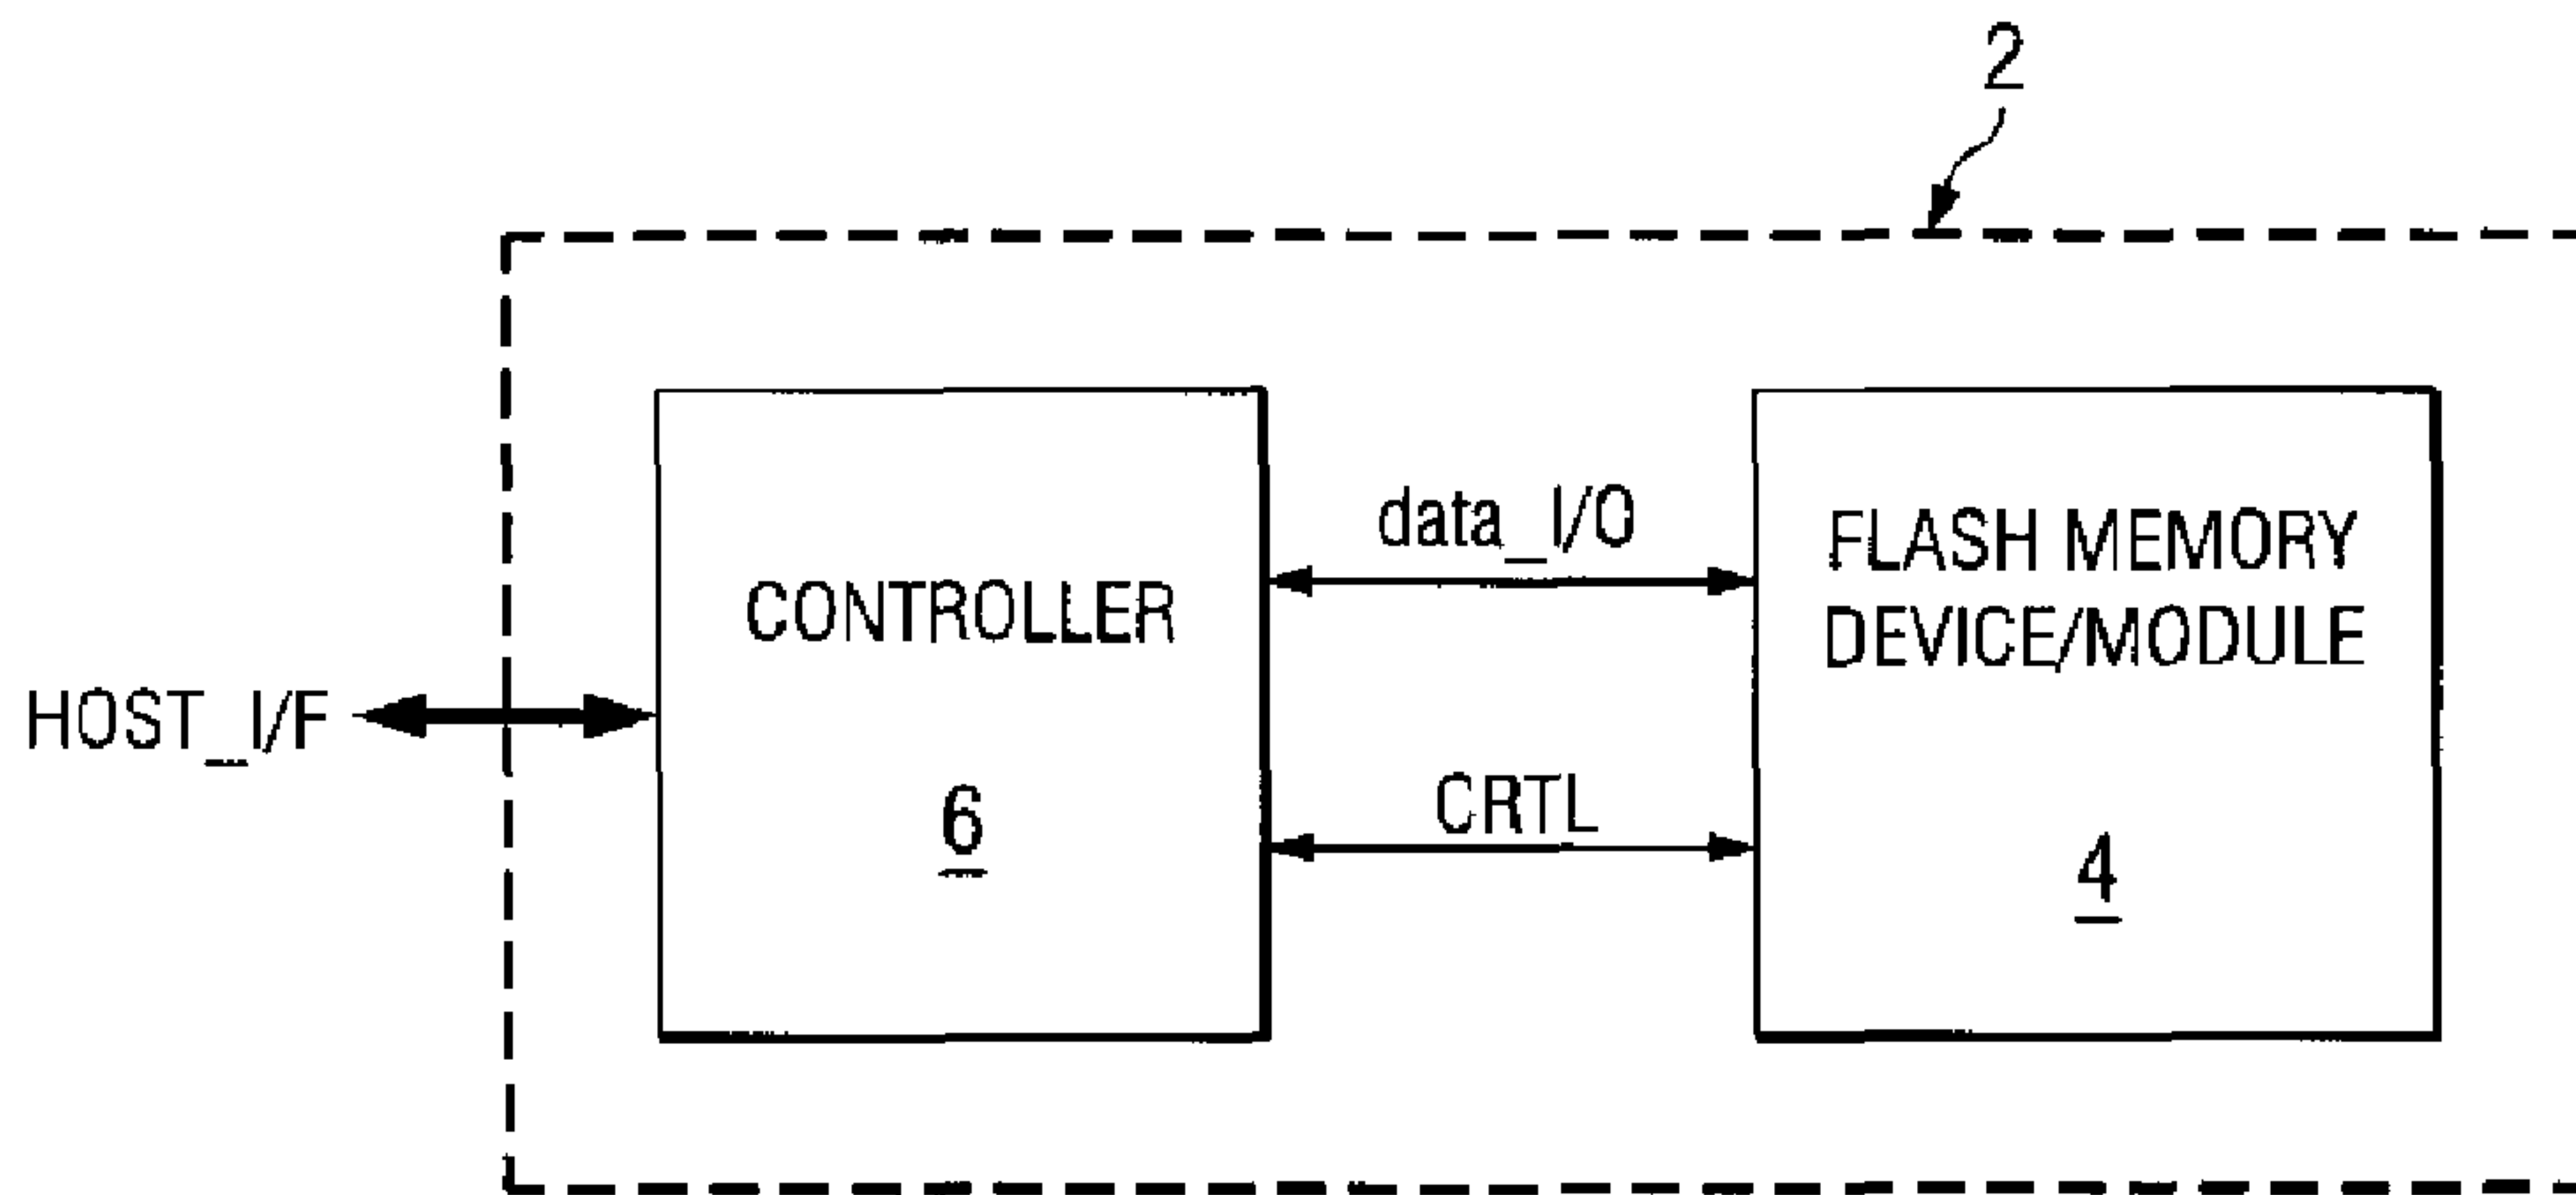 2
HOST_I/F
CONTROLLER
6
data_I/O
CRTL
FLASH MEMORY
DEVICE/MODULE
4